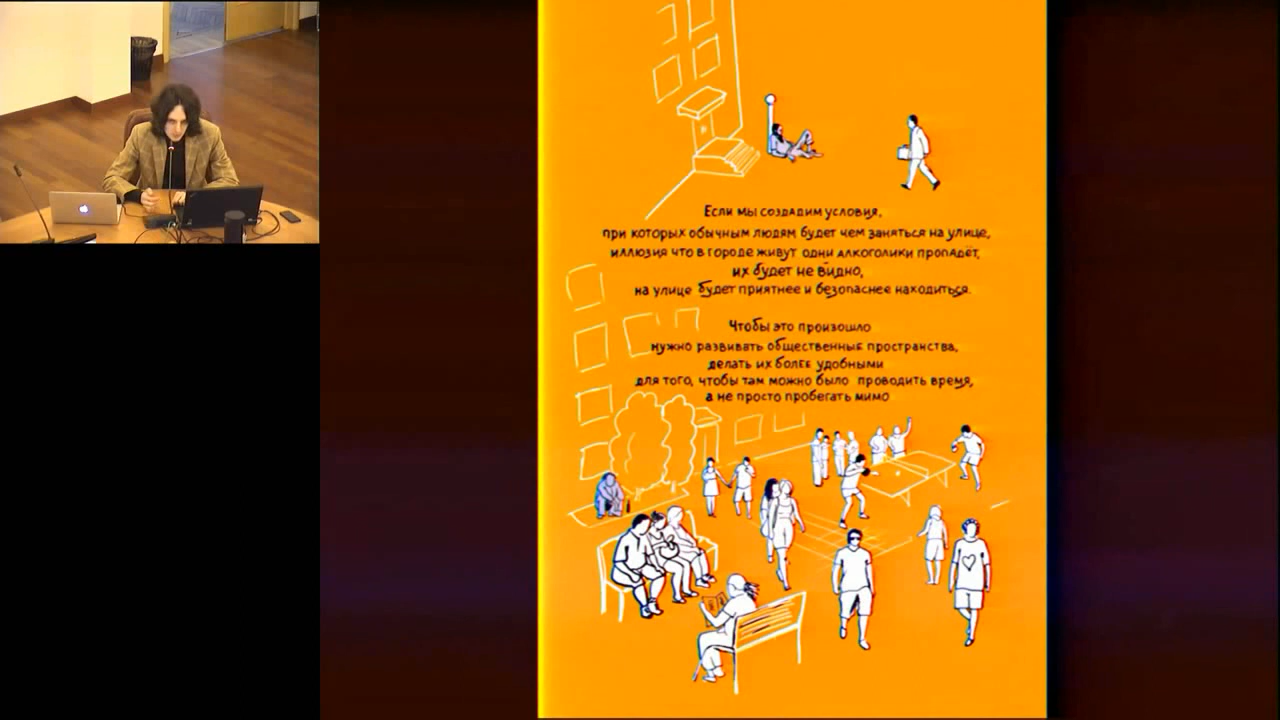 Если мы создадим условия,
при которых обычным людям будет чем заняться на улице,
иллюзия что в городе живут одни алкоголики пропадёт,
их будет не видно,
на улице будет приятнее и безопаснее находиться.
Чтобы это произошло
нужно развивать общественные пространства,
делать их более удобными
для того, чтобы там можно было проводить время,
а не просто пробегать мимо